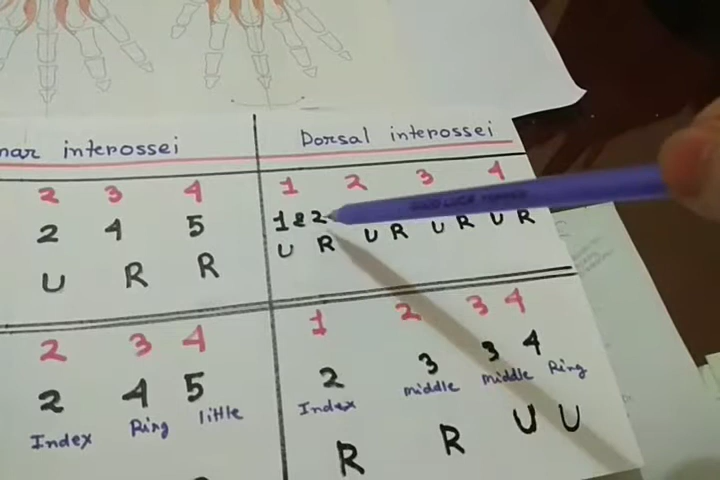 interossei Dorsal interossei
2 3 4 1 2 3 4
2 4 5 1 & 2
U R R U R U R U R U R
2 3 4 1 2 3 4
2 4 5 2 3 3 4
Index Ring little Index middle middle Ring
R R U U